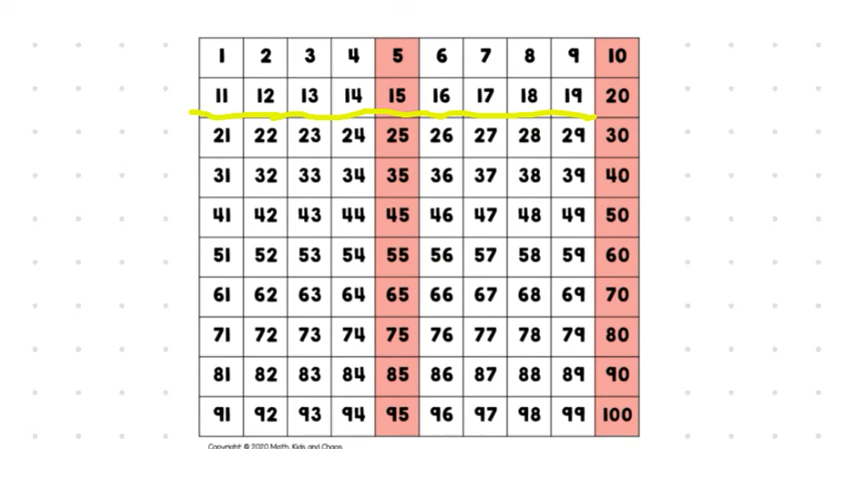 1 2 3 4 5 6 7 8 9 10
11 12 13 14 15 16 17 18 19 20
21 22 23 24 25 26 27 28 29 30
31 32 33 34 35 36 37 38 39 40
41 42 43 44 45 46 47 48 49 50
51 52 53 54 55 56 57 58 59 60
61 62 63 64 65 66 67 68 69 70
71 72 73 74 75 76 77 78 79 80
81 82 83 84 85 86 87 88 89 90
91 92 93 94 95 96 97 98 99 100
Copyright © 2020 Math, Kids and Chaos